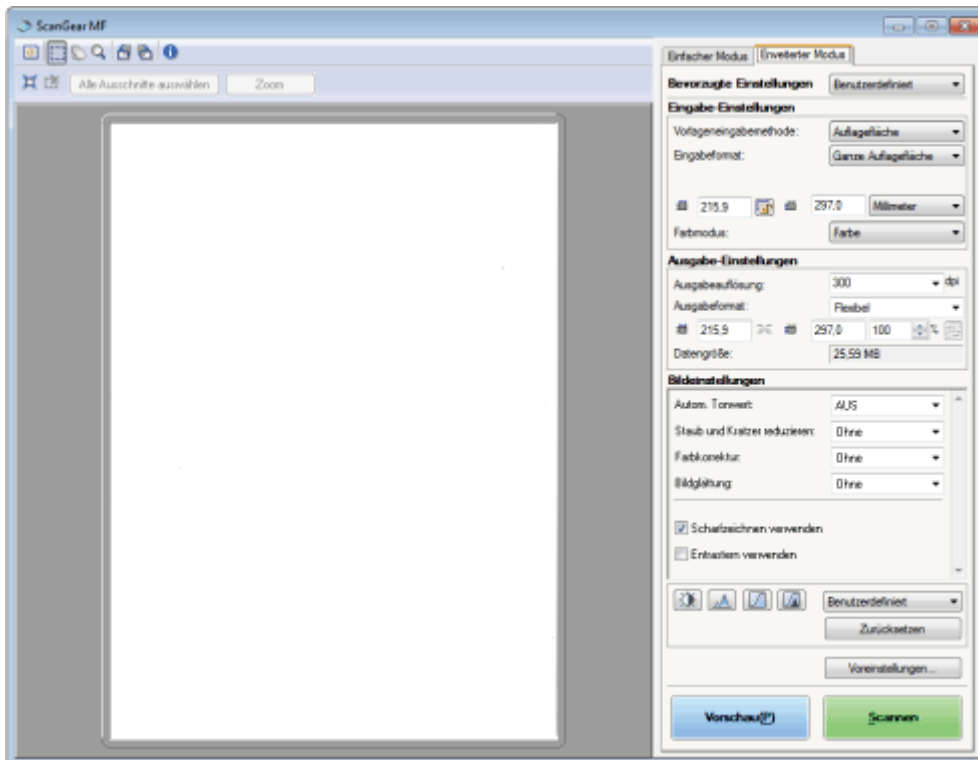 ScanGear MF
Einfacher Modus Erweiterter Modus
Alle Ausschnitte auswählen Zoom
Bevorzugte Einstellungen Benutzerdefiniert
Eingabe-Einstellungen
Vorlageneingabemethode: Auflagefläche
Eingabeformat: Ganze Auflagefläche
215,9 297,0 Millimeter
Farbmodus: Farbe
Ausgabe-Einstellungen
Ausgabeauflösung: 300 dpi
Ausgabeformat: Flexibel
215,9 297,0 100 %
Datengröße: 25,59 MB
Bildeinstellungen
Autom. Tonwert: AUS
Staub und Kratzer reduzieren: Ohne
Farbkorrektur: Ohne
Bildglättung: Ohne
Scharfzeichnen verwenden
Entrastern verwenden
Benutzerdefiniert
Zurücksetzen
Voreinstellungen...
Vorschau(P) Scannen